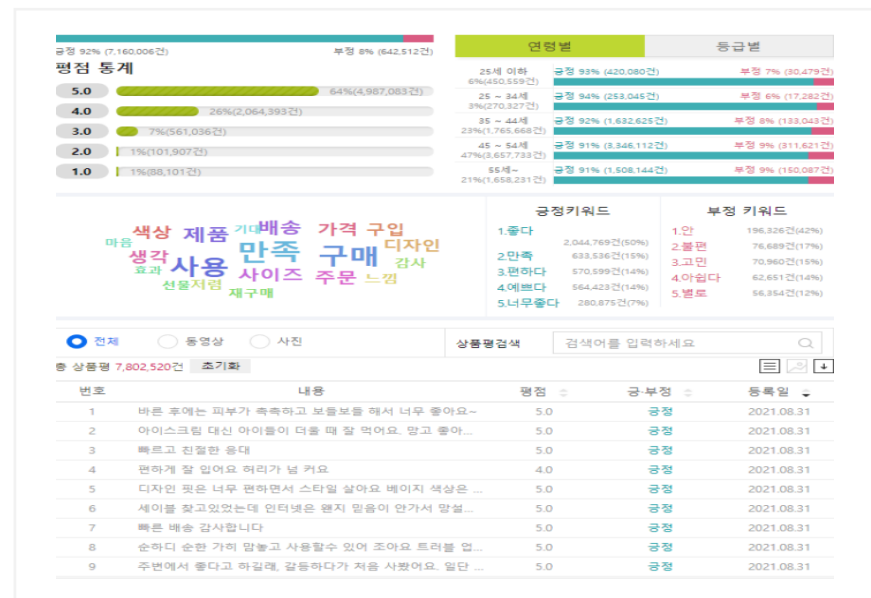 긍정 92% (7,160,006건) 부정 8% (642,512건)
평점 통계
5.0 64%(4,987,083건)
4.0 26%(2,064,393건)
3.0 7%(561,036건)
2.0 1%(101,907건)
1.0 1%(88,101건)
연령별 등급별
25세 이하 긍정 93% (420,080건) 부정 7% (30,479건)
6%(450,559건)
25 ~ 34세 긍정 94% (253,045건) 부정 6% (17,282건)
3%(270,327건)
35 ~ 44세 긍정 92% (1,632,625건) 부정 8% (133,043건)
23%(1,765,668건)
45 ~ 54세 긍정 91% (3,346,112건) 부정 9% (311,621건)
47%(3,657,733건)
55세~ 긍정 91% (1,508,144건) 부정 9% (150,087건)
21%(1,658,231건)
색상 제품 기대 배송 가격 구입
마음 생각 만족 구매 디자인
효과 사용 사이즈 주문 느낌 감사
선물 저렴 재구매
긍정키워드
1.좋다 2,044,769건(50%)
2.만족 633,536건(15%)
3.편하다 570,599건(14%)
4.예쁘다 564,423건(14%)
5.너무좋다 280,875건(7%)
부정 키워드
1.안 196,326건(42%)
2.불편 76,689건(17%)
3.고민 70,960건(15%)
4.아쉽다 62,651건(14%)
5.별로 56,354건(12%)
전체 동영상 사진 상품평검색 검색어를 입력하세요
총 상품평 7,802,520건 초기화
번호 내용 평점 긍·부정 등록일
1 바른 후에는 피부가 촉촉하고 보들보들 해서 너무 좋아요~ 5.0 긍정 2021.08.31
2 아이스크림 대신 아이들이 더울 때 잘 먹어요. 망고 좋아... 5.0 긍정 2021.08.31
3 빠르고 친절한 응대 5.0 긍정 2021.08.31
4 편하게 잘 입어요 허리가 넘 커요 4.0 긍정 2021.08.31
5 디자인 핏은 너무 편하면서 스타일 살아요 베이지 색상은 ... 5.0 긍정 2021.08.31
6 세이블 찾고있었는데 인터넷은 왠지 믿음이 안가서 망설... 5.0 긍정 2021.08.31
7 빠른 배송 감사합니다 5.0 긍정 2021.08.31
8 순하디 순한 가히 맘놓고 사용할수 있어 조아요 트러블 업... 5.0 긍정 2021.08.31
9 주변에서 좋다고 하길래, 갈등하다가 처음 사봤어요. 일단 ... 5.0 긍정 2021.08.31